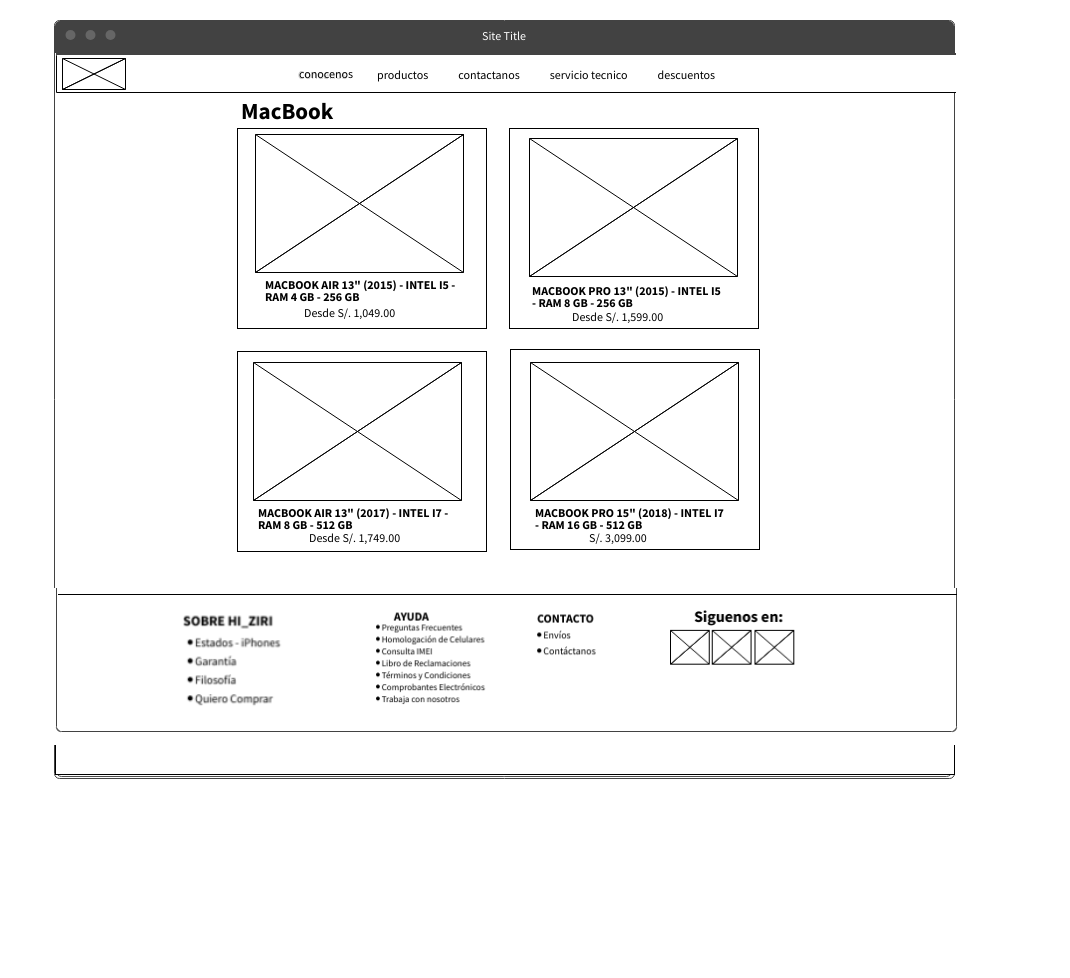 Site Title
conocenos
productos
contactanos
servicio tecnico
descuentos
MacBook
MACBOOK AIR 13" (2015) - INTEL I5 -
RAM 4 GB - 256 GB
Desde S/. 1,049.00
MACBOOK PRO 13" (2015) - INTEL I5
- RAM 8 GB - 256 GB
Desde S/. 1,599.00
MACBOOK AIR 13" (2017) - INTEL I7 -
RAM 8 GB - 512 GB
Desde S/. 1,749.00
MACBOOK PRO 15" (2018) - INTEL I7
- RAM 16 GB - 512 GB
S/. 3,099.00
SOBRE HI_ZIRI
• Estados - iPhones
• Garantía
• Filosofía
• Quiero Comprar
AYUDA
• Preguntas Frecuentes
• Homologación de Celulares
• Consulta IMEI
• Libro de Reclamaciones
• Términos y Condiciones
• Comprobantes Electrónicos
• Trabaja con nosotros
CONTACTO
• Envíos
• Contáctanos
Siguenos en: